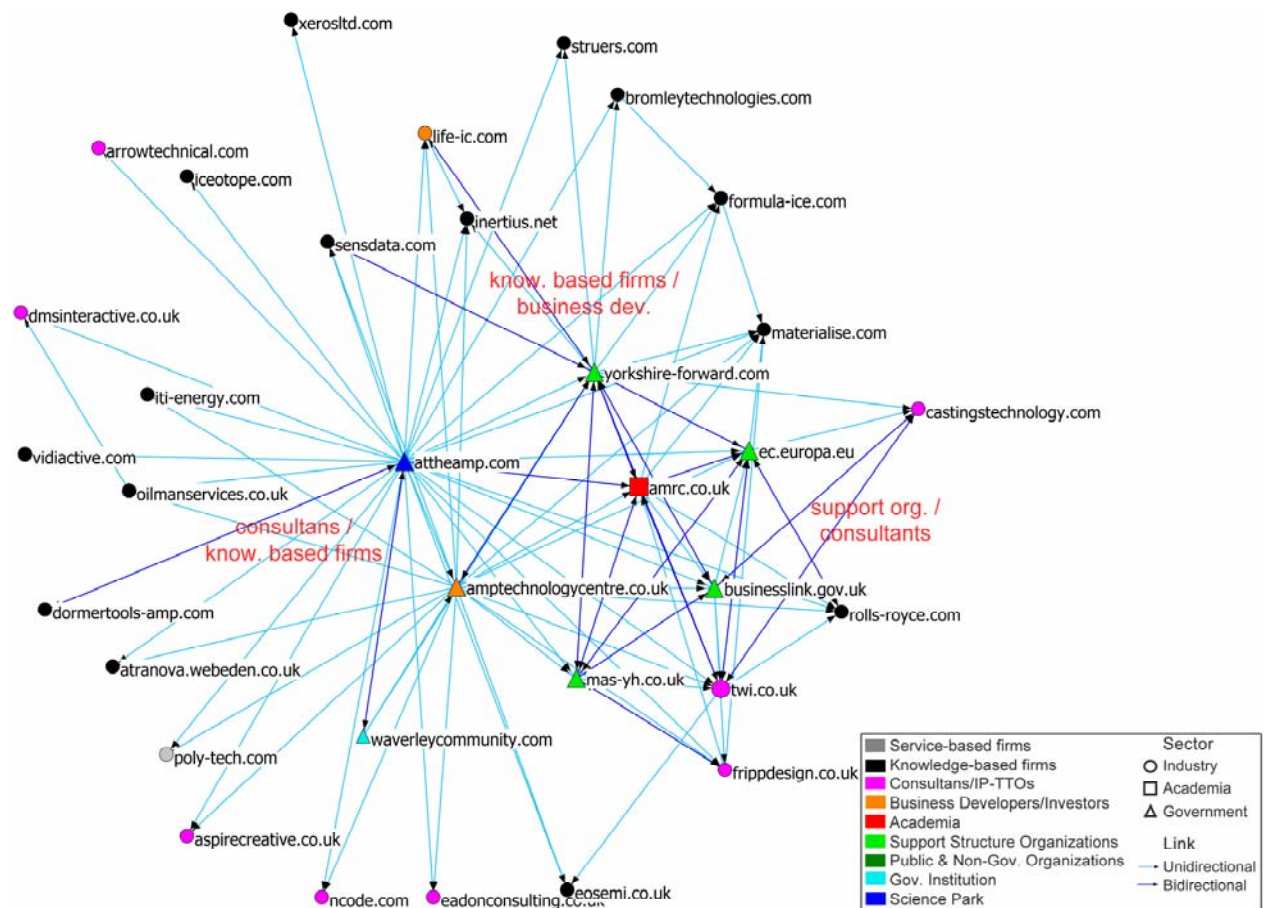 xerosltd.com
struers.com
bromleytechnologies.com
life-ic.com
arrowtechnical.com
iceotope.com
formula-ice.com
inertius.net
sensdata.com
know. based firms /
business dev.
dmsinteractive.co.uk
materialise.com
yorkshire-forward.com
iti-energy.com
castingstechnology.com
vidiactive.com
attheamp.com
ec.europa.eu
oilmanservices.co.uk
amrc.co.uk
consultans /
know. based firms
support org. /
consultants
amptechnologycentre.co.uk
businesslink.gov.uk
dormertools-amp.com
rolls-royce.com
atranova.webeden.co.uk
mas-yh.co.uk
twi.co.uk
waverleycommunity.com
poly-tech.com
frippdesign.co.uk
aspirecreative.co.uk
ncode.com
eadonconsulting.co.uk
eosemi.co.uk
Service-based firms
Knowledge-based firms
Consultans/IP-TTOs
Business Developers/Investors
Academia
Support Structure Organizations
Public & Non-Gov. Organizations
Gov. Institution
Science Park
Sector
Industry
Academia
Government
Link
Unidirectional
Bidirectional